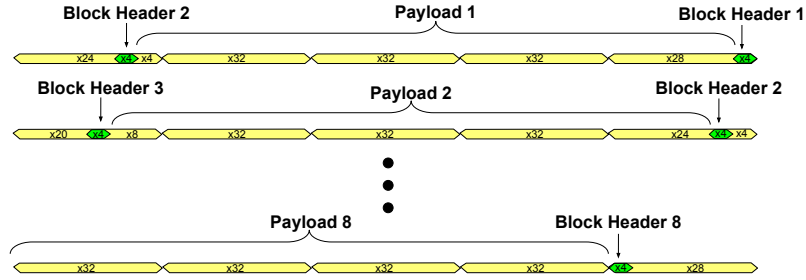 Block Header 2 Payload 1 Block Header 1
x24 x4 x4 x32 x32 x32 x28 x4
Block Header 3 Payload 2 Block Header 2
x20 x4 x8 x32 x32 x32 x24 x4 x4
Payload 8 Block Header 8
x32 x32 x32 x32 x4 x28